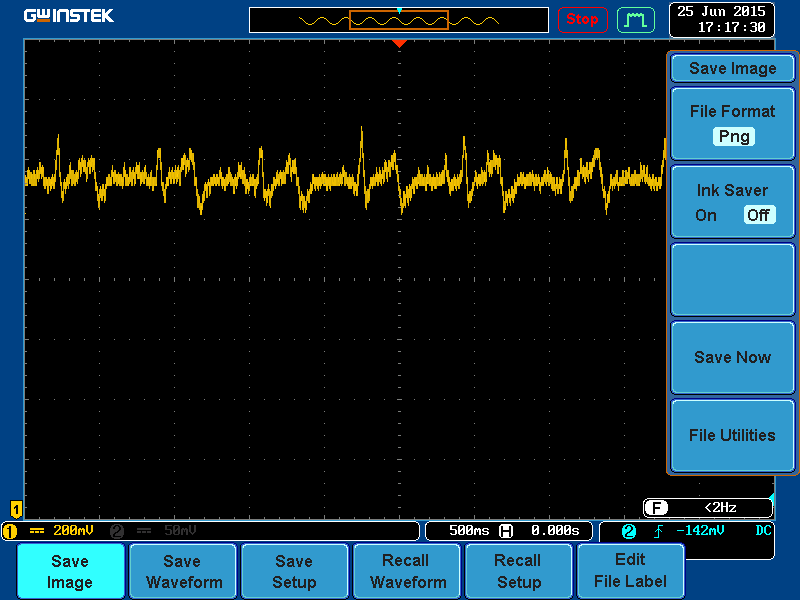 GWINSTEK
Stop
25 Jun 2015
17:17:30
Save Image
File Format
Png
Ink Saver
On Off
Save Now
File Utilities
1
F <2Hz
1 200mV 2 50mV 500ms H 0.000s 2 -142mV DC
Save
Image
Save
Waveform
Save
Setup
Recall
Waveform
Recall
Setup
Edit
File Label